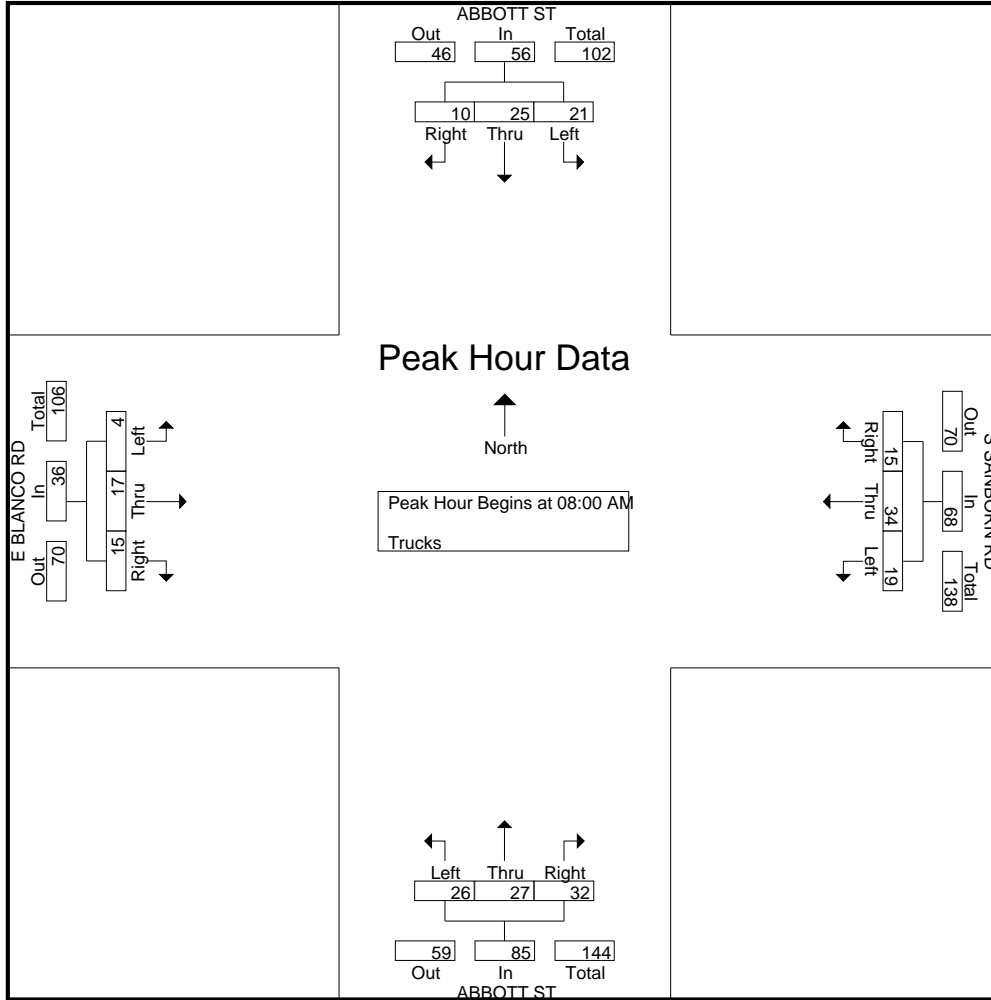 ABBOTT ST
Out In Total
46 56 102
10 25 21
Right Thru Left
Peak Hour Data
North
Peak Hour Begins at 08:00 AM
Trucks
E BLANCO RD
Out In Total
70 36 106
4 17 15
Left Thru Right
S SANBORN RD
Out In Total
70 68 138
15 34 19
Right Thru Left
Left Thru Right
26 27 32
59 85 144
Out In Total
ABBOTT ST